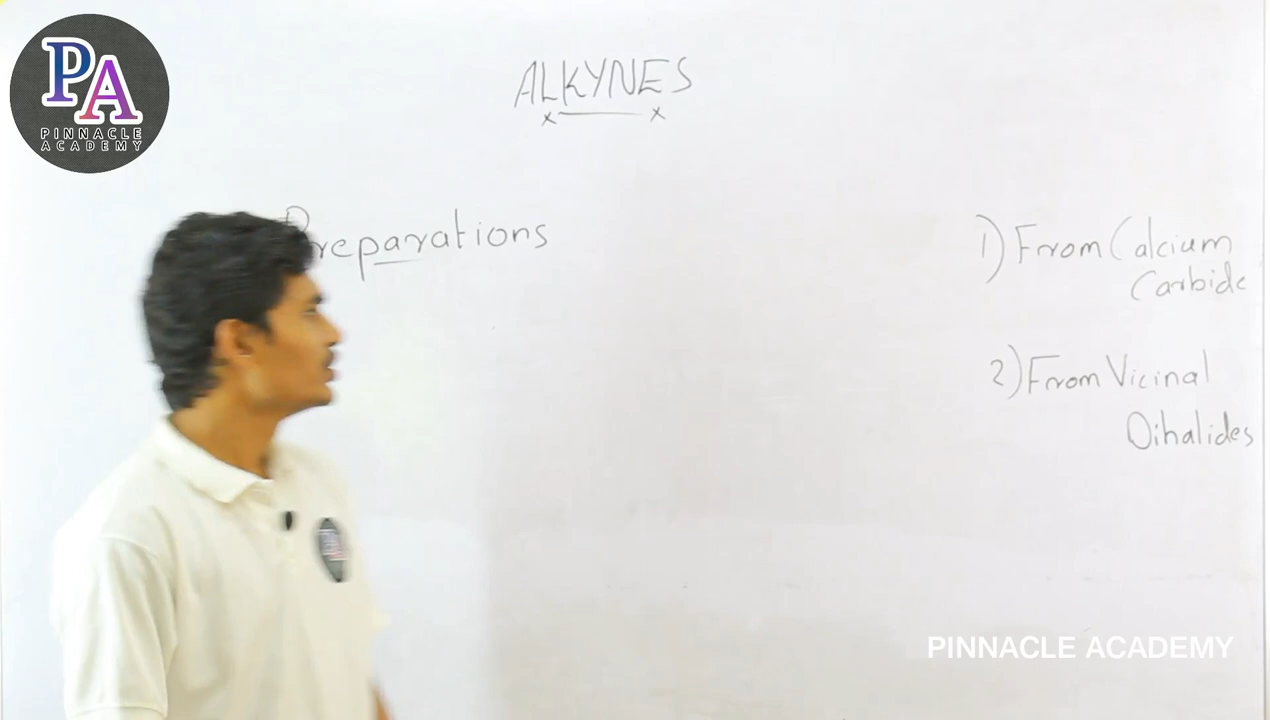 PA
PINNACLE
ACADEMY
ALKYNES
Preparations
1) From Calcium
Carbide
2) From Vicinal
Dihalides
PINNACLE ACADEMY